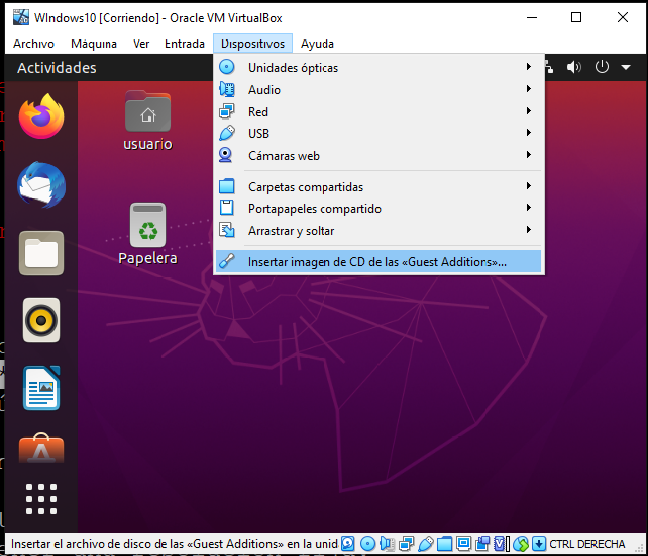 WIndows10 [Corriendo] - Oracle VM VirtualBox
Archivo Máquina Ver Entrada Dispositivos Ayuda
Actividades
Unidades ópticas
Audio
Red
USB
Cámaras web
Carpetas compartidas
Portapapeles compartido
Arrastrar y soltar
Insertar imagen de CD de las «Guest Additions»...
usuario
Papelera
Insertar el archivo de disco de las «Guest Additions» en la unid
CTRL DERECHA